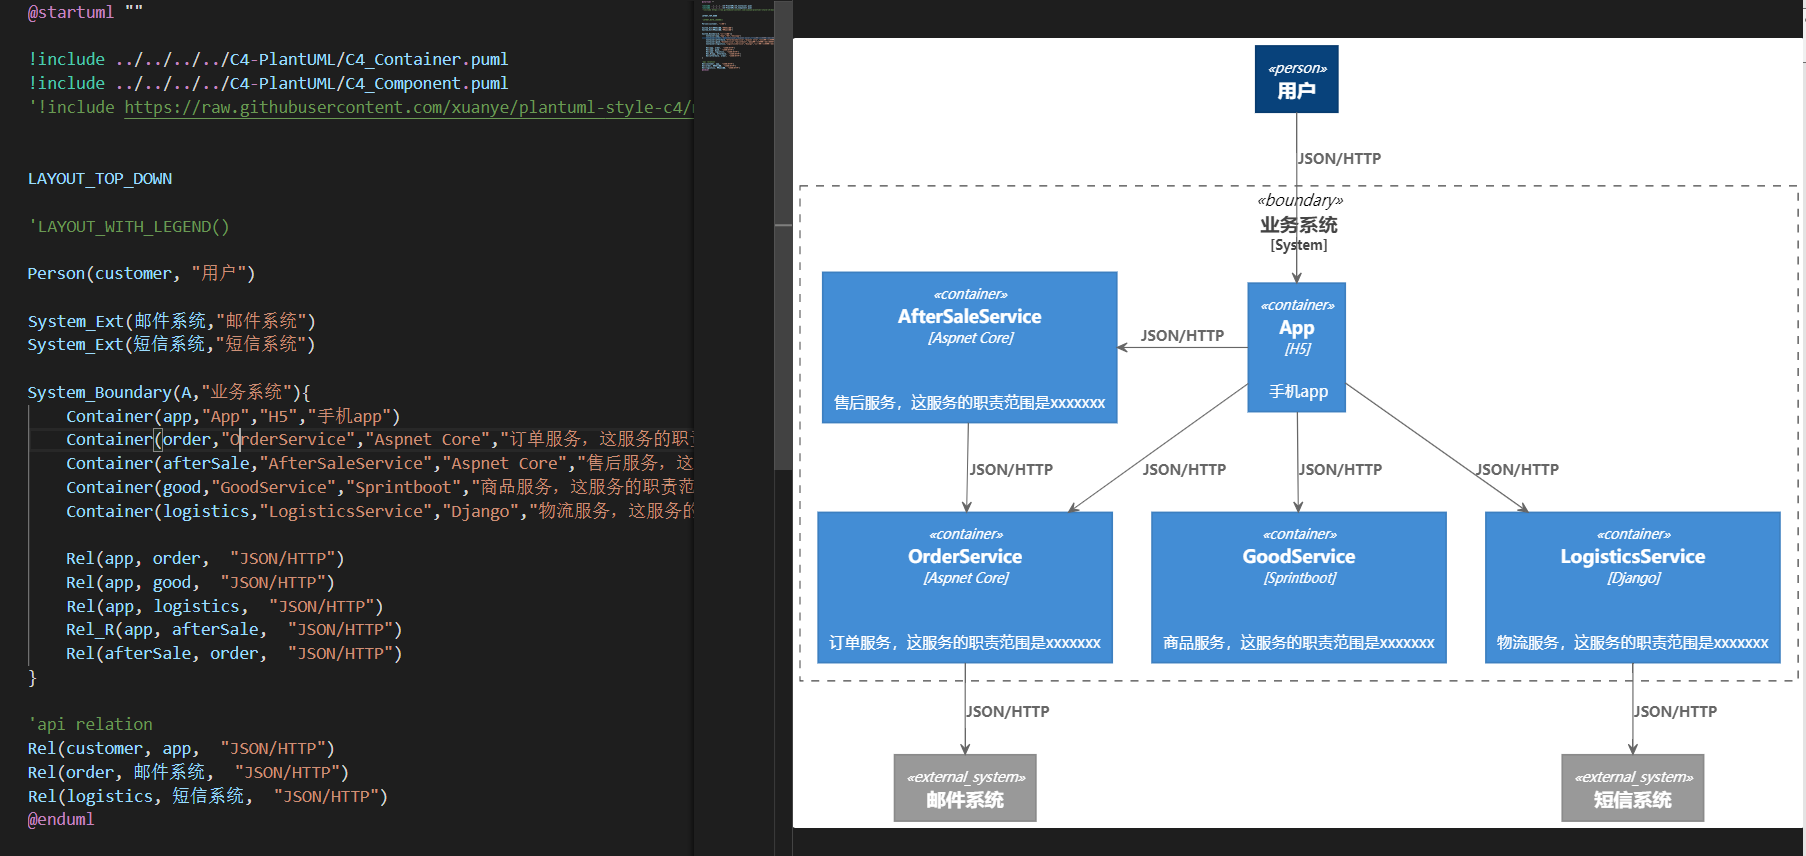 @startuml ""
!include ../../../../C4-PlantUML/C4_Container.puml
!include ../../../../C4-PlantUML/C4_Component.puml
'!include https://raw.githubusercontent.com/xuanye/plantuml-style-c4/
LAYOUT_TOP_DOWN
'LAYOUT_WITH_LEGEND()
Person(customer, "用户")
System_Ext(邮件系统,"邮件系统")
System_Ext(短信系统,"短信系统")
System_Boundary(A,"业务系统"){
Container(app,"App","H5","手机app")
Container(order,"OrderService","Aspnet Core","订单服务，这服务的职
Container(afterSale,"AfterSaleService","Aspnet Core","售后服务，这
Container(good,"GoodService","Sprintboot","商品服务，这服务的职责范
Container(logistics,"LogisticsService","Django","物流服务，这服务的
Rel(app, order,  "JSON/HTTP")
Rel(app, good,  "JSON/HTTP")
Rel(app, logistics,  "JSON/HTTP")
Rel_R(app, afterSale,  "JSON/HTTP")
Rel(afterSale, order,  "JSON/HTTP")
}
'api relation
Rel(customer, app,  "JSON/HTTP")
Rel(order, 邮件系统,  "JSON/HTTP")
Rel(logistics, 短信系统,  "JSON/HTTP")
@enduml
«person»
用户
JSON/HTTP
«boundary»
业务系统
[System]
«container»
AfterSaleService
[Aspnet Core]
售后服务，这服务的职责范围是xxxxxxx
JSON/HTTP
«container»
App
[H5]
手机app
JSON/HTTP
JSON/HTTP
JSON/HTTP
JSON/HTTP
«container»
OrderService
[Aspnet Core]
订单服务，这服务的职责范围是xxxxxxx
«container»
GoodService
[Sprintboot]
商品服务，这服务的职责范围是xxxxxxx
«container»
LogisticsService
[Django]
物流服务，这服务的职责范围是xxxxxxx
JSON/HTTP
JSON/HTTP
«external_system»
邮件系统
«external_system»
短信系统